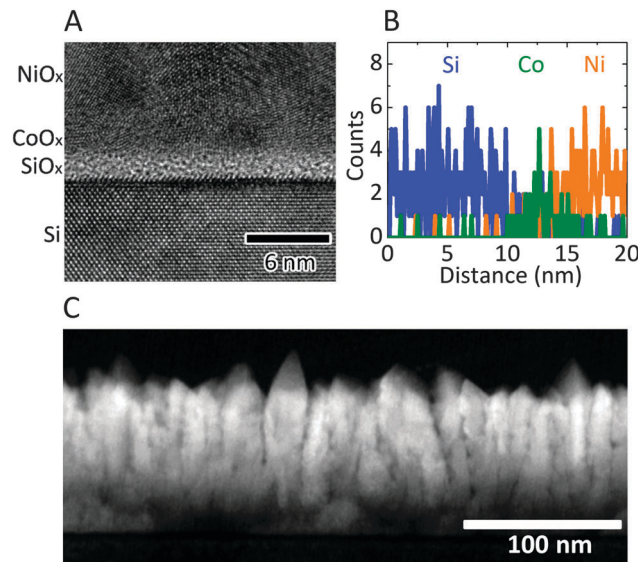 A
NiOₓ
CoOₓ
SiOₓ
Si
6 nm
B
Si Co Ni
8
6
4
2
0
Counts
0 5 10 15 20
Distance (nm)
C
100 nm